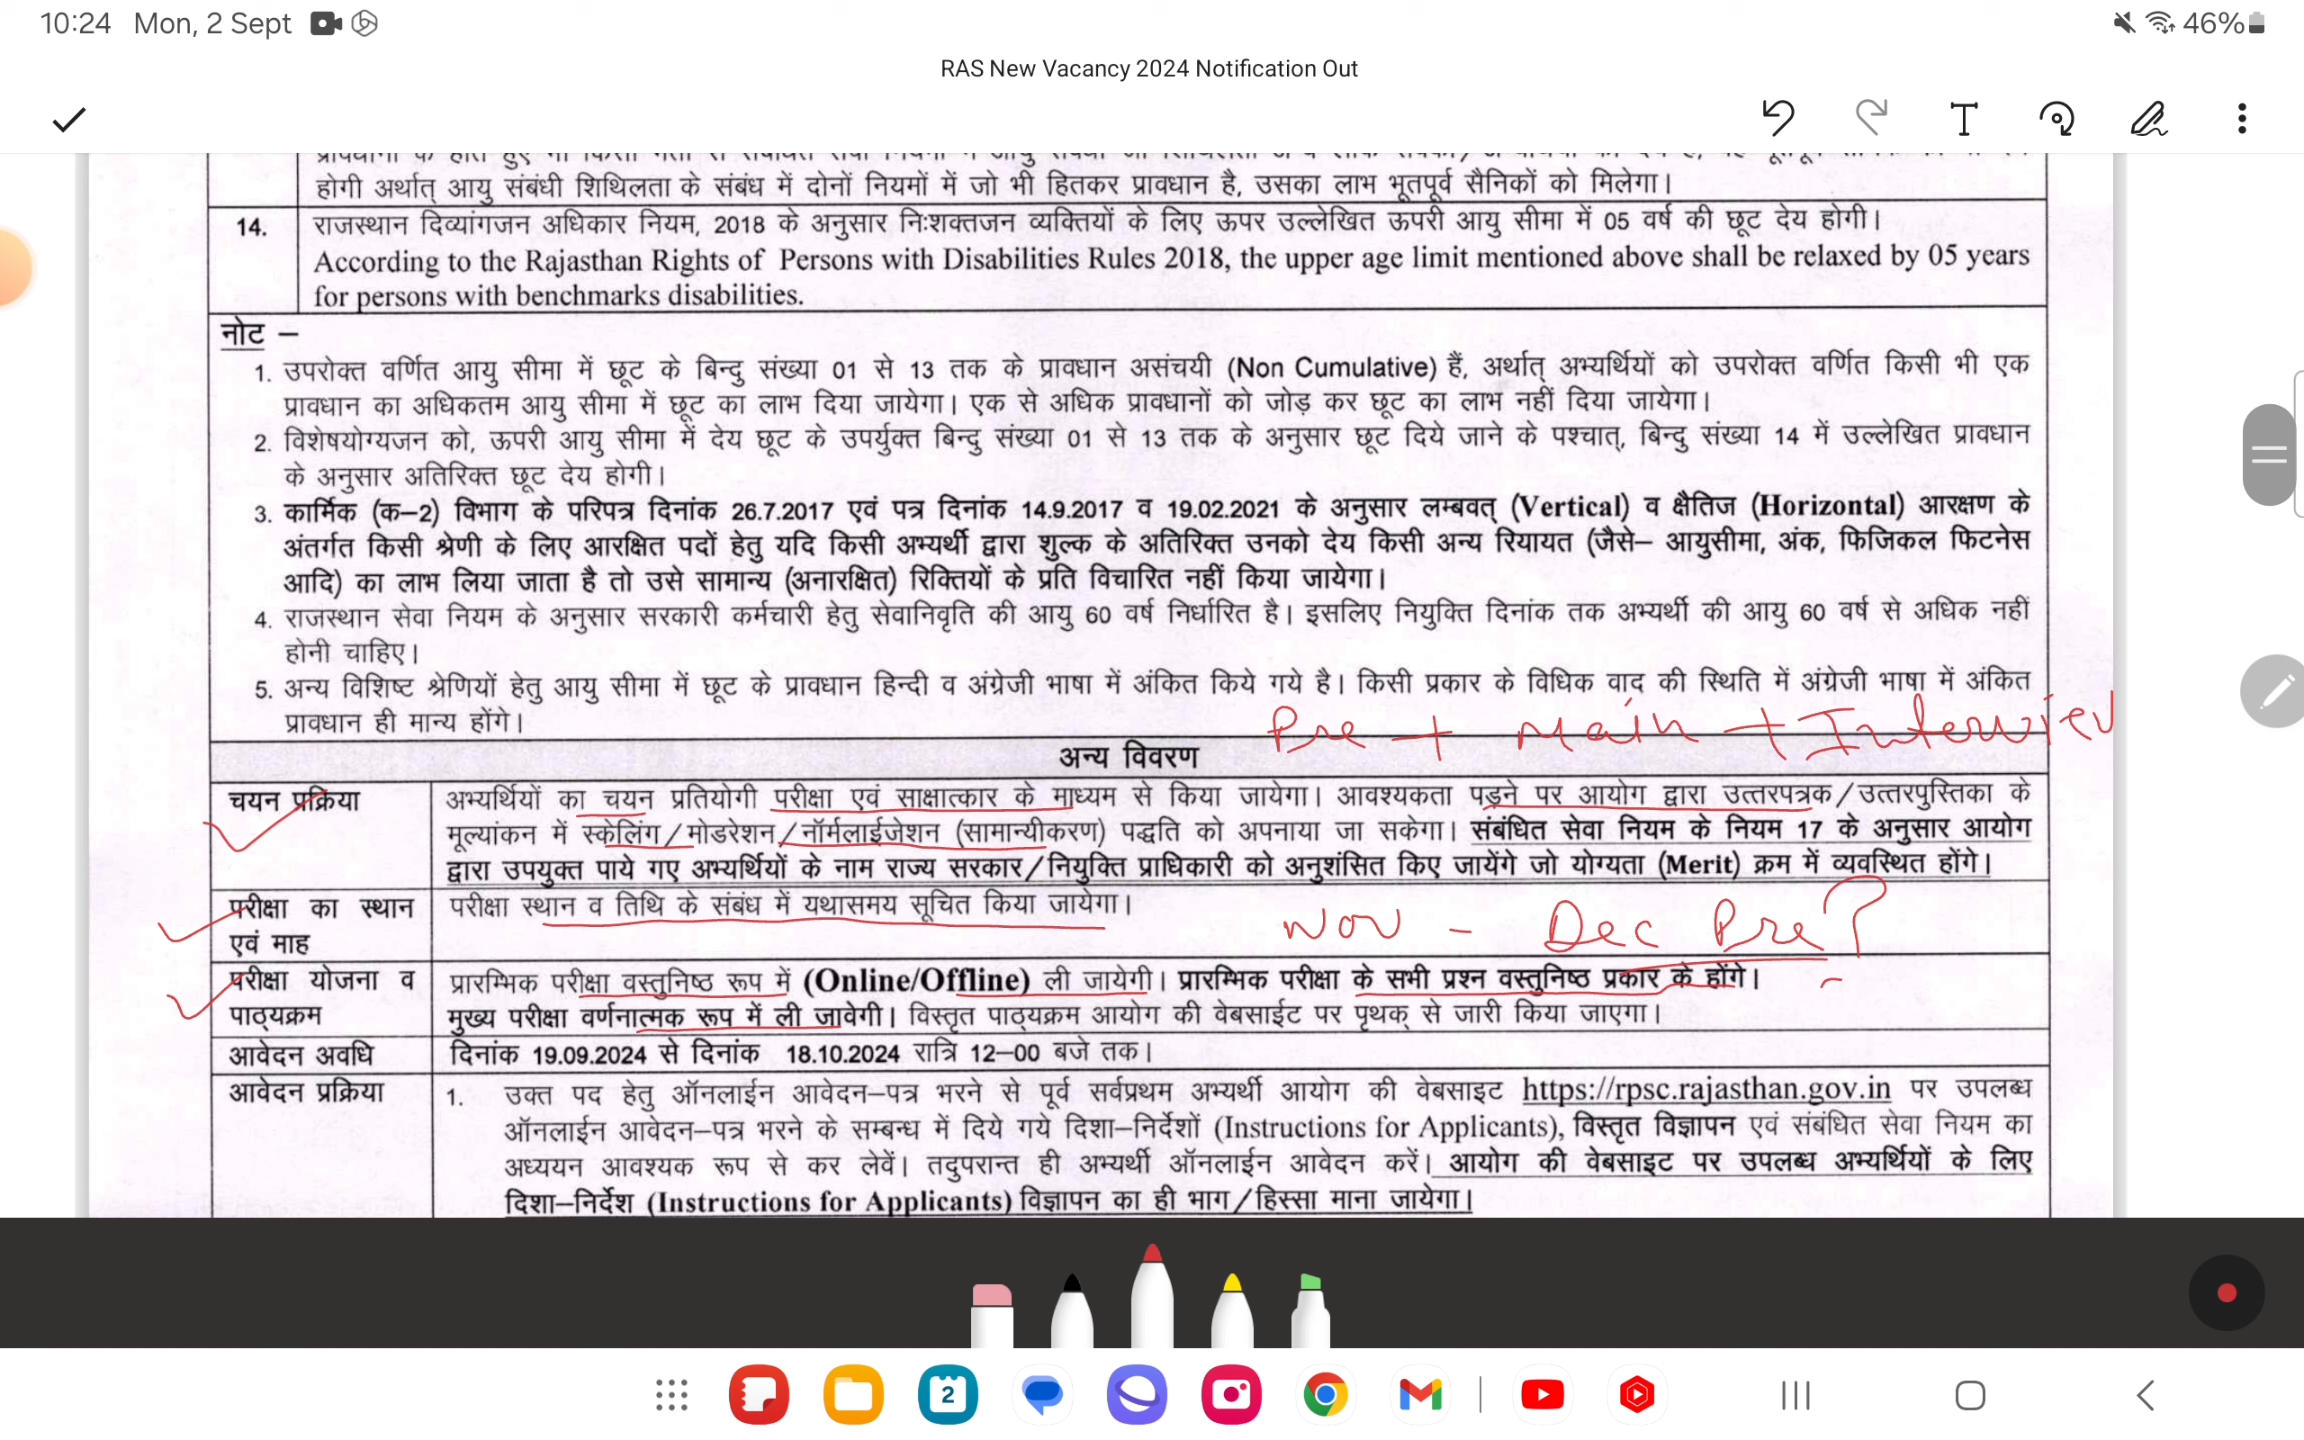 10:24 Mon, 2 Sept 46%
RAS New Vacancy 2024 Notification Out
T
होगी अर्थात् आयु संबंधी शिथिलता के संबंध में दोनों नियमों में जो भी हितकर प्रावधान है, उसका लाभ भूतपूर्व सैनिकों को मिलेगा।
14. राजस्थान दिव्यांगजन अधिकार नियम, 2018 के अनुसार नि:शक्तजन व्यक्तियों के लिए ऊपर उल्लेखित ऊपरी आयु सीमा में 05 वर्ष की छूट देय होगी।
According to the Rajasthan Rights of Persons with Disabilities Rules 2018, the upper age limit mentioned above shall be relaxed by 05 years
for persons with benchmarks disabilities.
नोट –
1. उपरोक्त वर्णित आयु सीमा में छूट के बिन्दु संख्या 01 से 13 तक के प्रावधान असंचयी (Non Cumulative) हैं, अर्थात् अभ्यर्थियों को उपरोक्त वर्णित किसी भी एक
प्रावधान का अधिकतम आयु सीमा में छूट का लाभ दिया जायेगा। एक से अधिक प्रावधानों को जोड़ कर छूट का लाभ नहीं दिया जायेगा।
2. विशेषयोग्यजन को, ऊपरी आयु सीमा में देय छूट के उपर्युक्त बिन्दु संख्या 01 से 13 तक के अनुसार छूट दिये जाने के पश्चात्, बिन्दु संख्या 14 में उल्लेखित प्रावधान
के अनुसार अतिरिक्त छूट देय होगी।
3. कार्मिक (क–2) विभाग के परिपत्र दिनांक 26.7.2017 एवं पत्र दिनांक 14.9.2017 व 19.02.2021 के अनुसार लम्बवत् (Vertical) व क्षैतिज (Horizontal) आरक्षण के
अंतर्गत किसी श्रेणी के लिए आरक्षित पदों हेतु यदि किसी अभ्यर्थी द्वारा शुल्क के अतिरिक्त उनको देय किसी अन्य रियायत (जैसे– आयुसीमा, अंक, फिजिकल फिटनेस
आदि) का लाभ लिया जाता है तो उसे सामान्य (अनारक्षित) रिक्तियों के प्रति विचारित नहीं किया जायेगा।
4. राजस्थान सेवा नियम के अनुसार सरकारी कर्मचारी हेतु सेवानिवृति की आयु 60 वर्ष निर्धारित है। इसलिए नियुक्ति दिनांक तक अभ्यर्थी की आयु 60 वर्ष से अधिक नहीं
होनी चाहिए।
5. अन्य विशिष्ट श्रेणियों हेतु आयु सीमा में छूट के प्रावधान हिन्दी व अंग्रेजी भाषा में अंकित किये गये है। किसी प्रकार के विधिक वाद की स्थिति में अंग्रेजी भाषा में अंकित
प्रावधान ही मान्य होंगे।
Pre + Main + Interview
अन्य विवरण
चयन प्रक्रिया अभ्यर्थियों का चयन प्रतियोगी परीक्षा एवं साक्षात्कार के माध्यम से किया जायेगा। आवश्यकता पड़ने पर आयोग द्वारा उत्तरपत्रक/उत्तरपुस्तिका के
मूल्यांकन में स्केलिंग/मोडरेशन/नॉर्मलाईजेशन (सामान्यीकरण) पद्धति को अपनाया जा सकेगा। संबंधित सेवा नियम के नियम 17 के अनुसार आयोग
द्वारा उपयुक्त पाये गए अभ्यर्थियों के नाम राज्य सरकार/नियुक्ति प्राधिकारी को अनुशंसित किए जायेंगे जो योग्यता (Merit) क्रम में व्यवस्थित होंगे।
परीक्षा का स्थान परीक्षा स्थान व तिथि के संबंध में यथासमय सूचित किया जायेगा।
एवं माह
Nov - Dec Pre?
परीक्षा योजना व प्रारम्भिक परीक्षा वस्तुनिष्ठ रूप में (Online/Offline) ली जायेगी। प्रारम्भिक परीक्षा के सभी प्रश्न वस्तुनिष्ठ प्रकार के होंगे।
पाठ्यक्रम मुख्य परीक्षा वर्णनात्मक रूप में ली जावेगी। विस्तृत पाठ्यक्रम आयोग की वेबसाईट पर पृथक् से जारी किया जाएगा।
आवेदन अवधि दिनांक 19.09.2024 से दिनांक 18.10.2024 रात्रि 12–00 बजे तक।
आवेदन प्रक्रिया 1. उक्त पद हेतु ऑनलाईन आवेदन–पत्र भरने से पूर्व सर्वप्रथम अभ्यर्थी आयोग की वेबसाइट https://rpsc.rajasthan.gov.in पर उपलब्ध
ऑनलाईन आवेदन–पत्र भरने के सम्बन्ध में दिये गये दिशा–निर्देशों (Instructions for Applicants), विस्तृत विज्ञापन एवं संबंधित सेवा नियम का
अध्ययन आवश्यक रूप से कर लेवें। तदुपरान्त ही अभ्यर्थी ऑनलाईन आवेदन करें। आयोग की वेबसाइट पर उपलब्ध अभ्यर्थियों के लिए
दिशा–निर्देश (Instructions for Applicants) विज्ञापन का ही भाग/हिस्सा माना जायेगा।
2